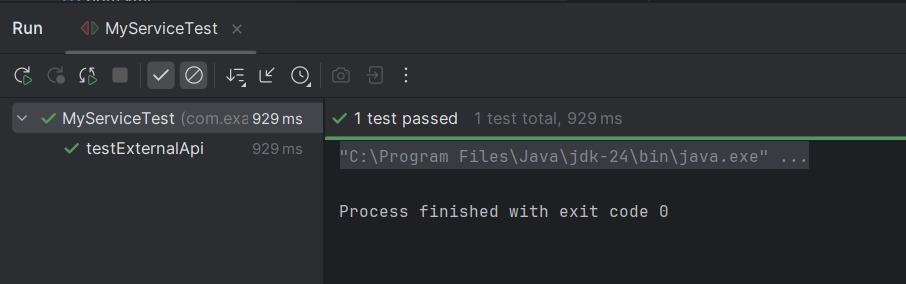 Run MyServiceTest
MyServiceTest (com.exa 929 ms
testExternalApi 929 ms
1 test passed 1 test total, 929 ms
"C:\Program Files\Java\jdk-24\bin\java.exe" ...
Process finished with exit code 0